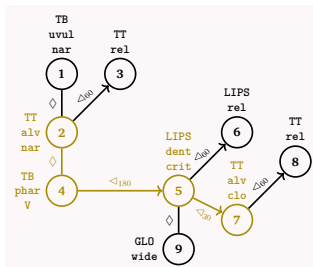 TB
uvul
nar
TT
rel
1
3
◊
◁60
LIPS
rel
TT
alv
nar
2
6
TT
rel
◊
LIPS
dent
crit
◁60
8
TB
phar
V
4
◁180
5
TT
alv
clo
◁60
◁30
7
◊
GLO
wide
9